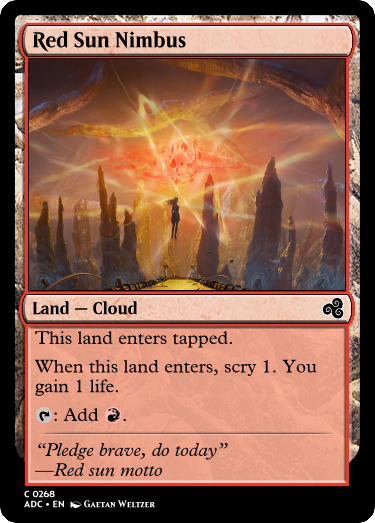 Red Sun Nimbus
Land — Cloud
This land enters tapped.
When this land enters, scry 1. You
gain 1 life.
: Add .
“Pledge brave, do today”
—Red sun motto
C 0268
ADC • EN Gaetan Weltzer